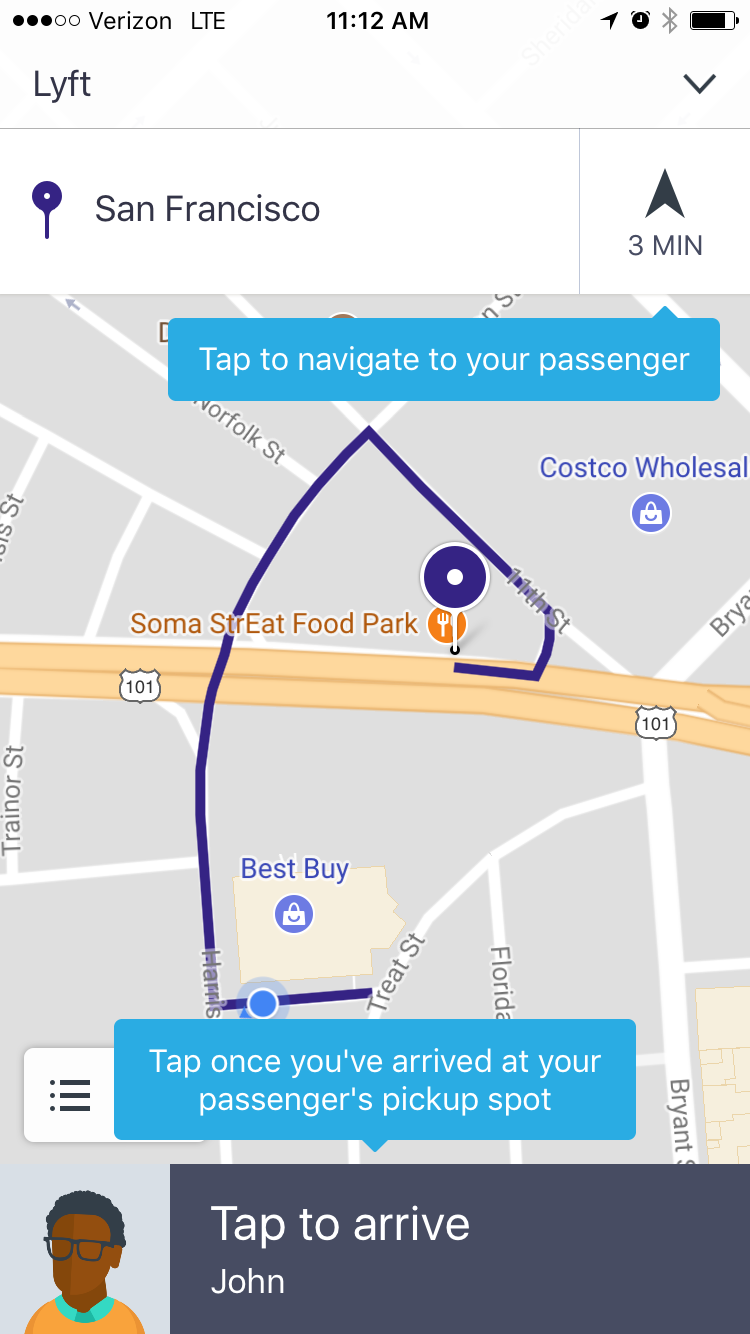 Verizon LTE 11:12 AM
Lyft
San Francisco
3 MIN
Tap to navigate to your passenger
Norfolk St
Costco Wholesal
11th St
Soma StrEat Food Park
101
101
Trainor St
Best Buy
Harris
Treat St
Florida
Bryant S
Tap once you've arrived at your
passenger's pickup spot
Tap to arrive
John